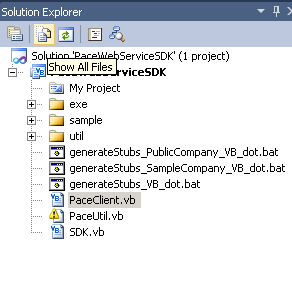 Solution Explorer
Solution 'PaceWebServiceSDK' (1 project)
Show All Files
ServiceSDK
My Project
exe
sample
util
generateStubs_PublicCompany_VB_dot.bat
generateStubs_SampleCompany_VB_dot.bat
generateStubs_VB_dot.bat
PaceClient.vb
PaceUtil.vb
SDK.vb